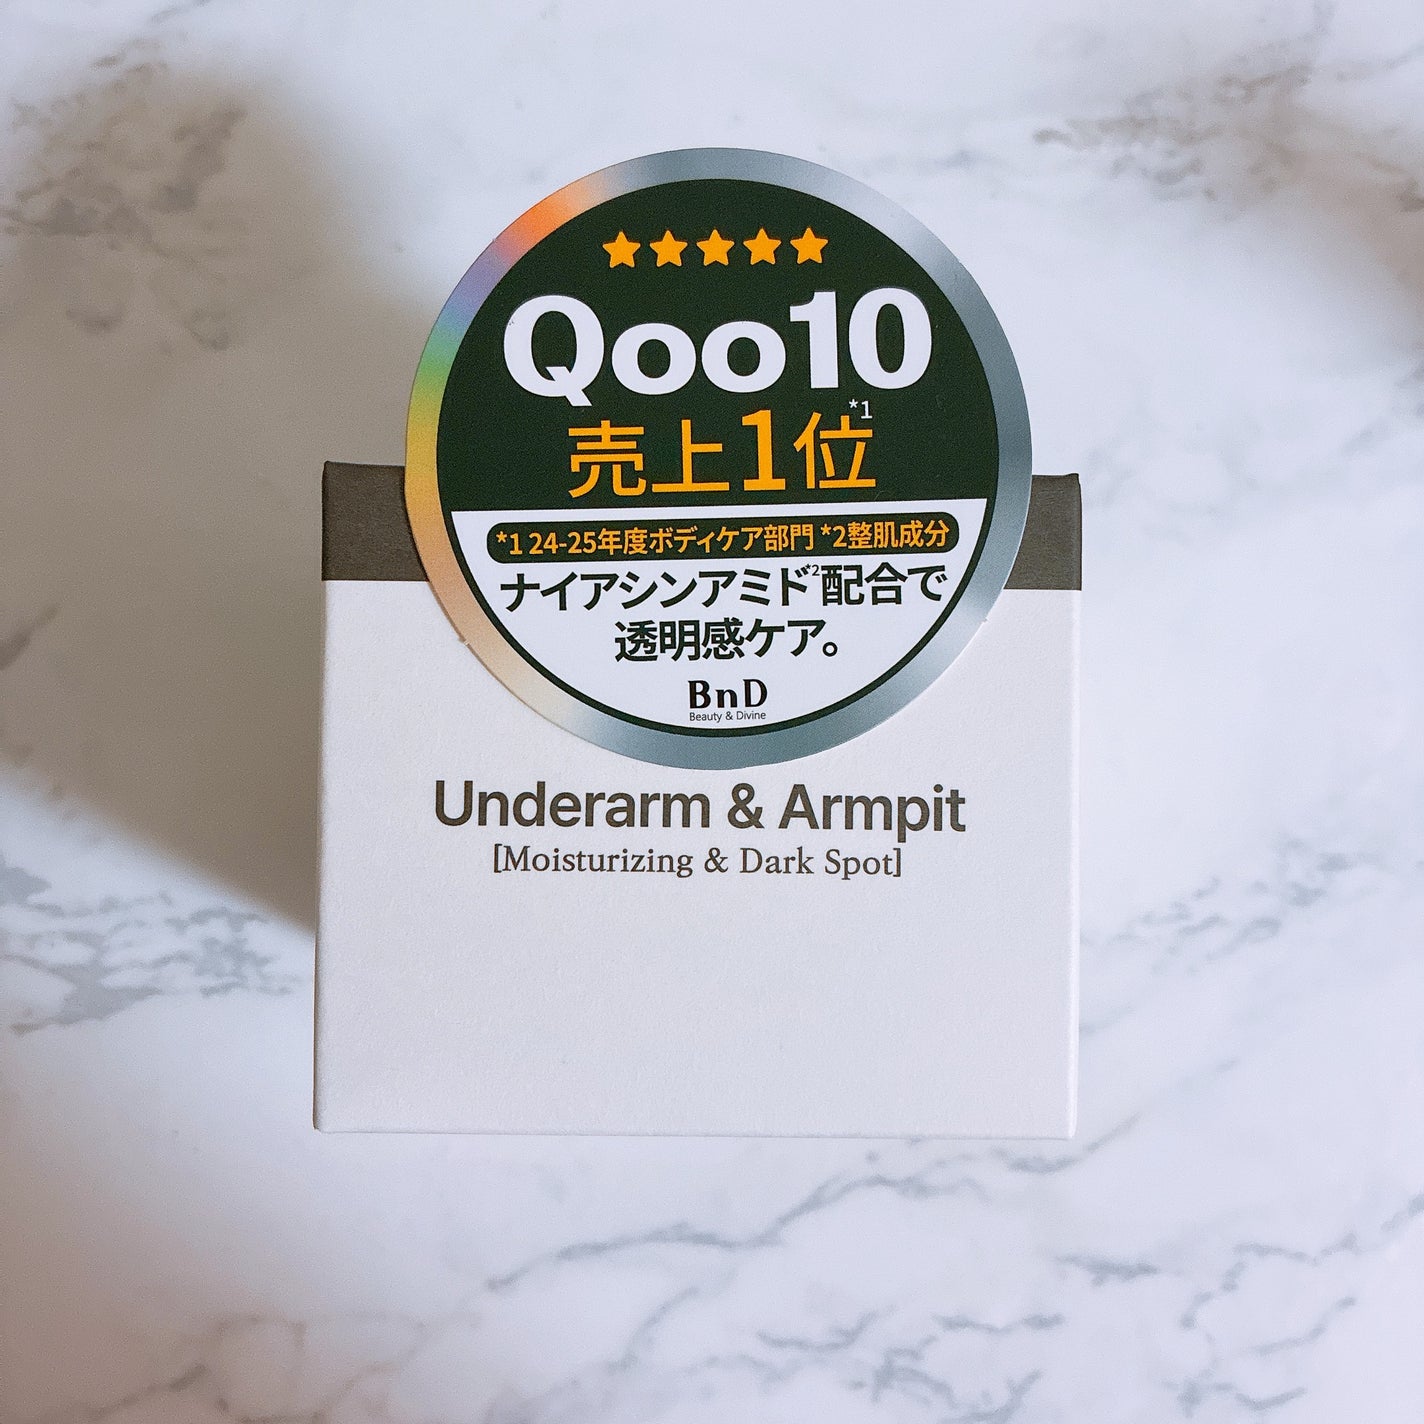 Qoo10
売上1位*1
*1 24-25年度ボディケア部門 *2整肌成分
ナイアシンアミド*2配合で
透明感ケア。
BnD
Beauty & Divine
Underarm & Armpit
[Moisturizing & Dark Spot]